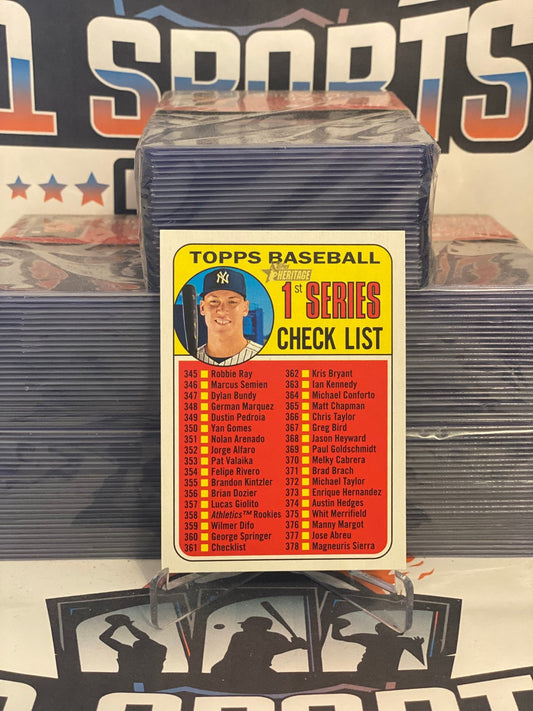 1 SPORTS
TOPPS BASEBALL
Topps HERITAGE
NY
1st SERIES
CHECK LIST
345 Robbie Ray
346 Marcus Semien
347 Dylan Bundy
348 German Marquez
349 Dustin Pedroia
350 Yan Gomes
351 Nolan Arenado
352 Jorge Alfaro
353 Pat Valaika
354 Felipe Rivero
355 Brandon Kintzler
356 Brian Dozier
357 Lucas Giolito
358 Athletics™ Rookies
359 Wilmer Difo
360 George Springer
361 Checklist
362 Kris Bryant
363 Ian Kennedy
364 Michael Conforto
365 Matt Chapman
366 Chris Taylor
367 Greg Bird
368 Jason Heyward
369 Paul Goldschmidt
370 Melky Cabrera
371 Brad Brach
372 Michael Taylor
373 Enrique Hernandez
374 Austin Hedges
375 Whit Merrifield
376 Manny Margot
377 Jose Abreu
378 Magneuris Sierra
SPORTS